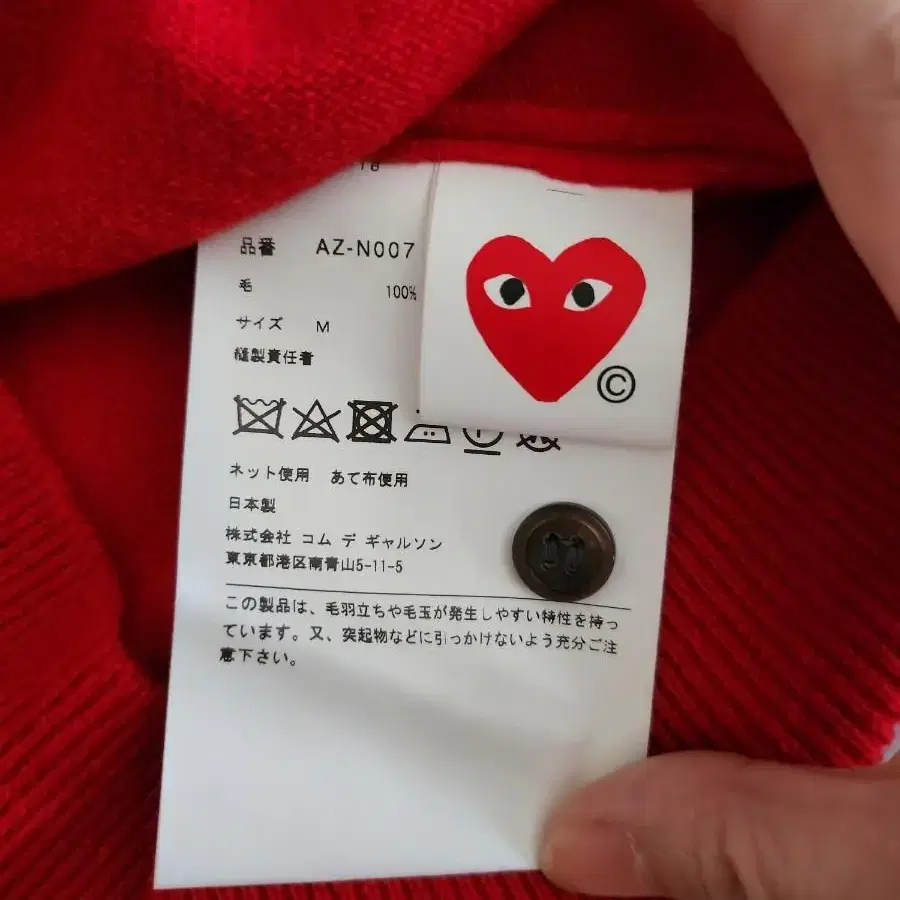 品番 AZ-N007
毛 100%
サイズ M
縫製責任者
©
ネット使用 あて布使用
日本製
株式会社 コム デ ギャルソン
東京都港区南青山5-11-5
この製品は、毛羽立ちや毛玉が発生しやすい特性を持っ
ています。又、突起物などに引っかけないよう充分ご注
意下さい。